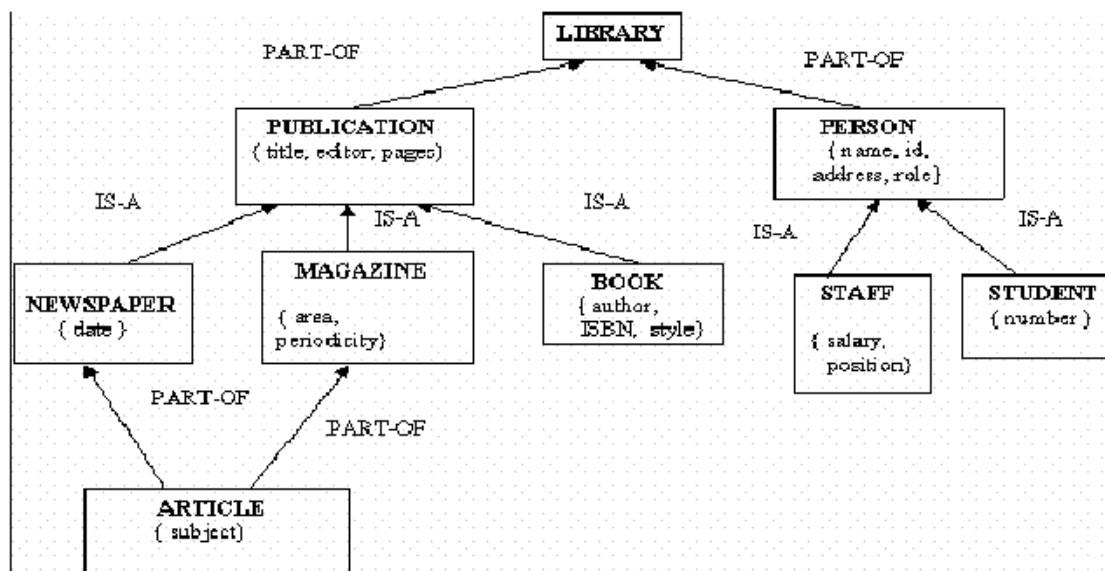 LIBRARY
PART-OF
PART-OF
PUBLICATION
{ title, editor, pages}
PERSON
{ name, id,
address, role}
IS-A
IS-A
IS-A
IS-A
IS-A
NEWSPAPER
{ date }
MAGAZINE
{ area,
periodicity}
BOOK
{ author,
ISBN, style}
STAFF
{ salary,
position}
STUDENT
{ number }
PART-OF
PART-OF
ARTICLE
{ subject}